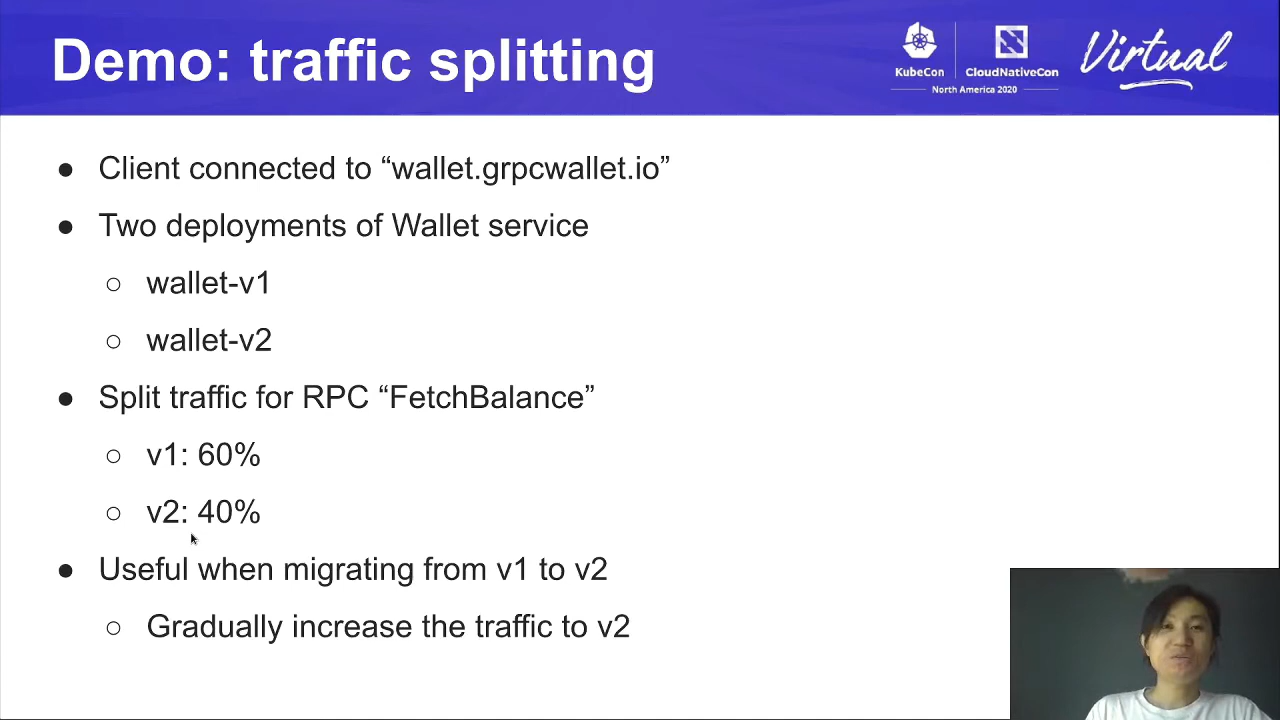 Demo: traffic splitting
KubeCon
CloudNativeCon
North America 2020
Virtual
● Client connected to “wallet.grpcwallet.io”
● Two deployments of Wallet service
○ wallet-v1
○ wallet-v2
● Split traffic for RPC “FetchBalance”
○ v1: 60%
○ v2: 40%
● Useful when migrating from v1 to v2
○ Gradually increase the traffic to v2